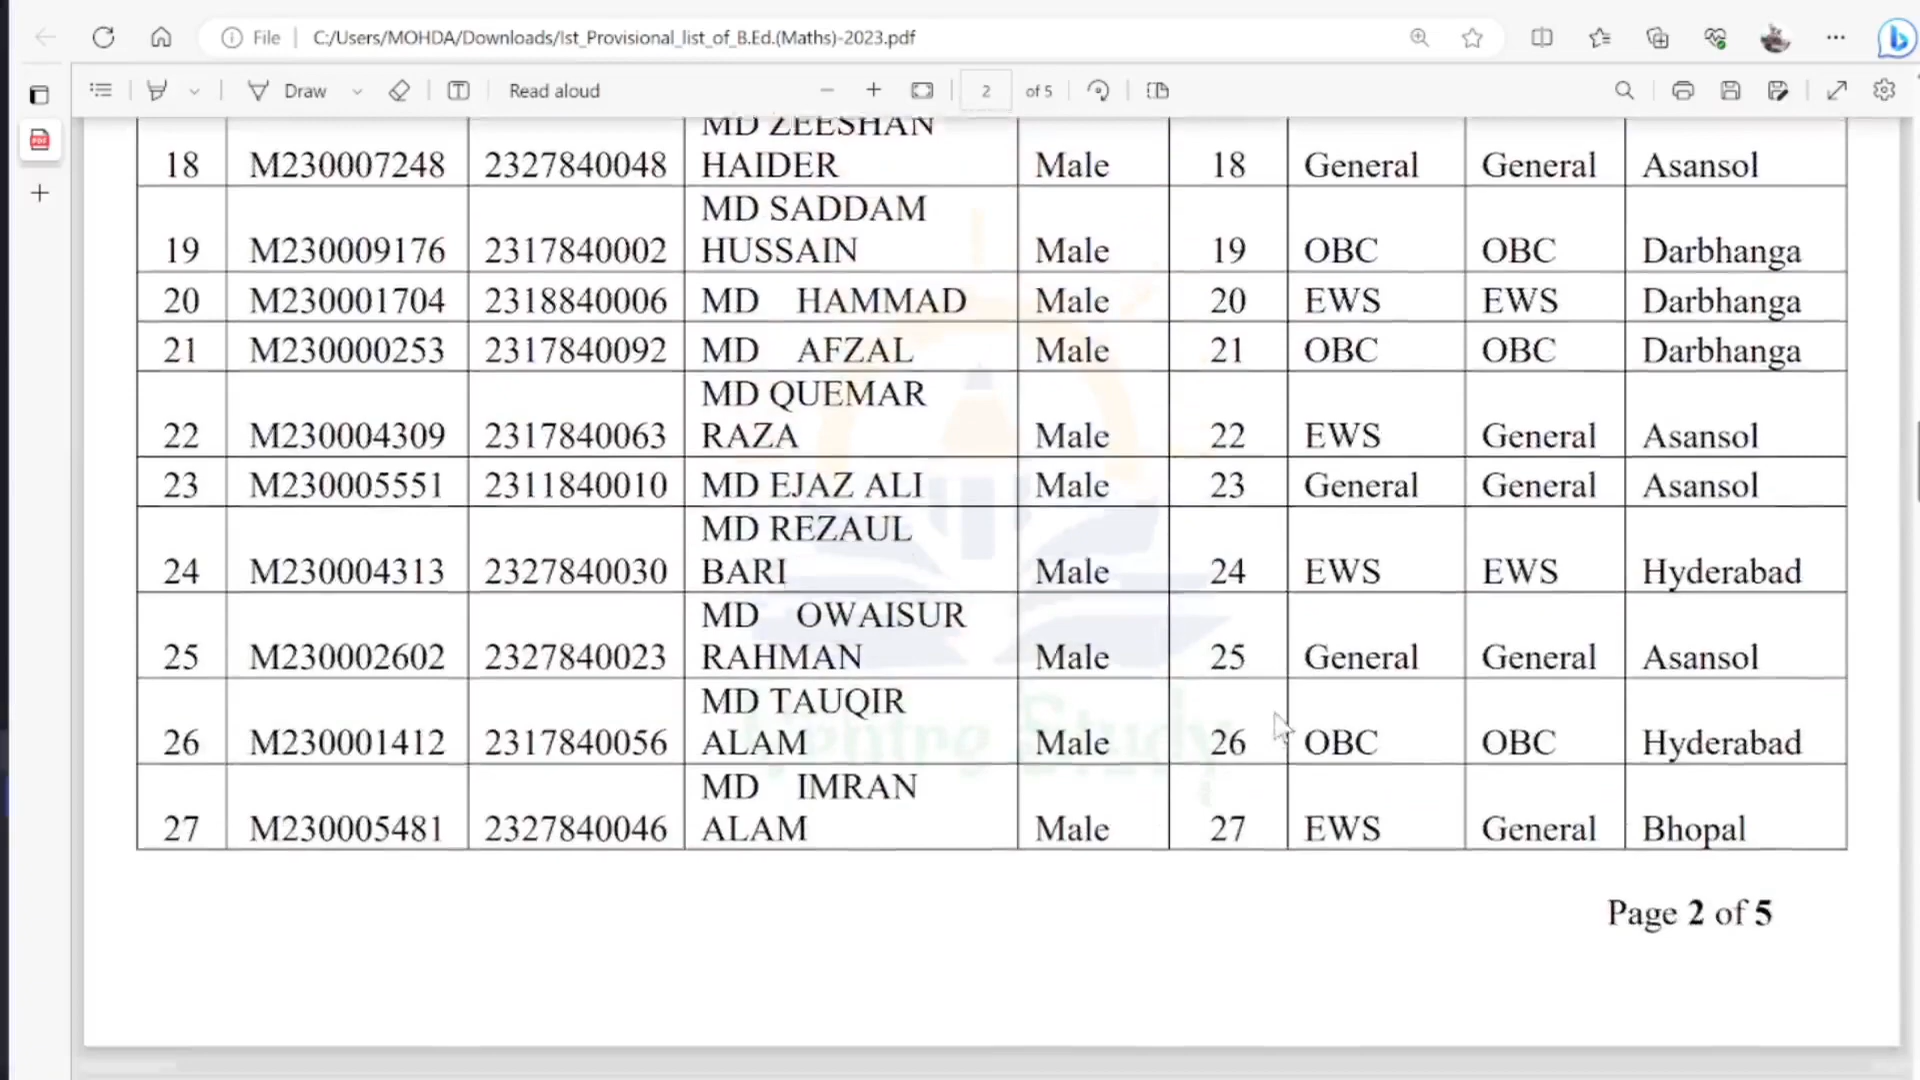 File C:/Users/MOHDA/Downloads/Ist_Provisional_list_of_B.Ed.(Maths)-2023.pdf
Draw Read aloud 2 of 5
MD ZEESHAN
18 M230007248 2327840048 HAIDER Male 18 General General Asansol
MD SADDAM
19 M230009176 2317840002 HUSSAIN Male 19 OBC OBC Darbhanga
20 M230001704 2318840006 MD HAMMAD Male 20 EWS EWS Darbhanga
21 M230000253 2317840092 MD AFZAL Male 21 OBC OBC Darbhanga
MD QUEMAR
22 M230004309 2317840063 RAZA Male 22 EWS General Asansol
23 M230005551 2311840010 MD EJAZ ALI Male 23 General General Asansol
MD REZAUL
24 M230004313 2327840030 BARI Male 24 EWS EWS Hyderabad
MD OWAISUR
25 M230002602 2327840023 RAHMAN Male 25 General General Asansol
MD TAUQIR
26 M230001412 2317840056 ALAM Male 26 OBC OBC Hyderabad
MD IMRAN
27 M230005481 2327840046 ALAM Male 27 EWS General Bhopal
Page 2 of 5